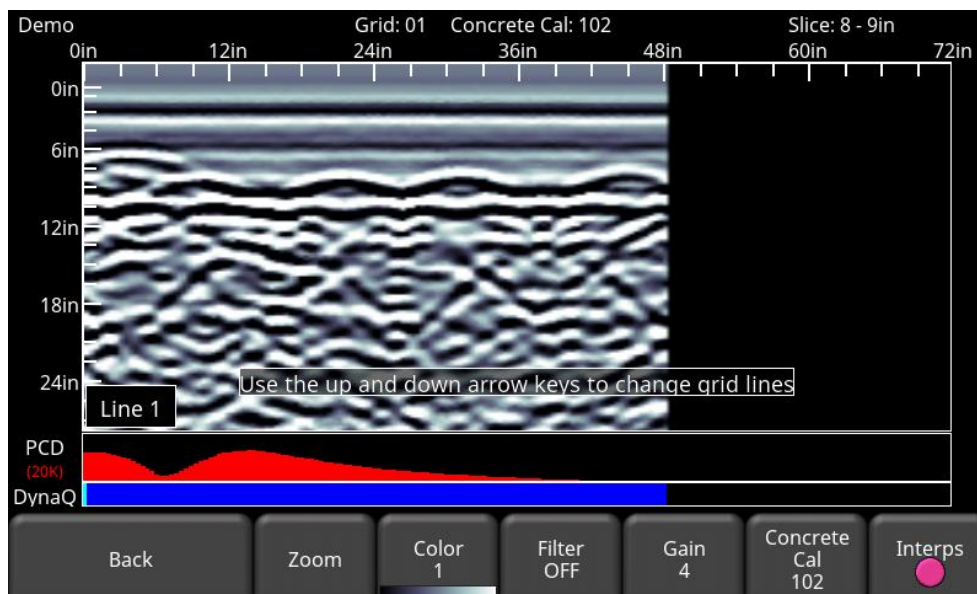 Demo Grid: 01 Concrete Cal: 102 Slice: 8 - 9in
0in 12in 24in 36in 48in 60in 72in
0in
6in
12in
18in
24in
Use the up and down arrow keys to change grid lines
Line 1
PCD
(20K)
DynaQ
Back
Zoom
Color
1
Filter
OFF
Gain
4
Concrete
Cal
102
Interps